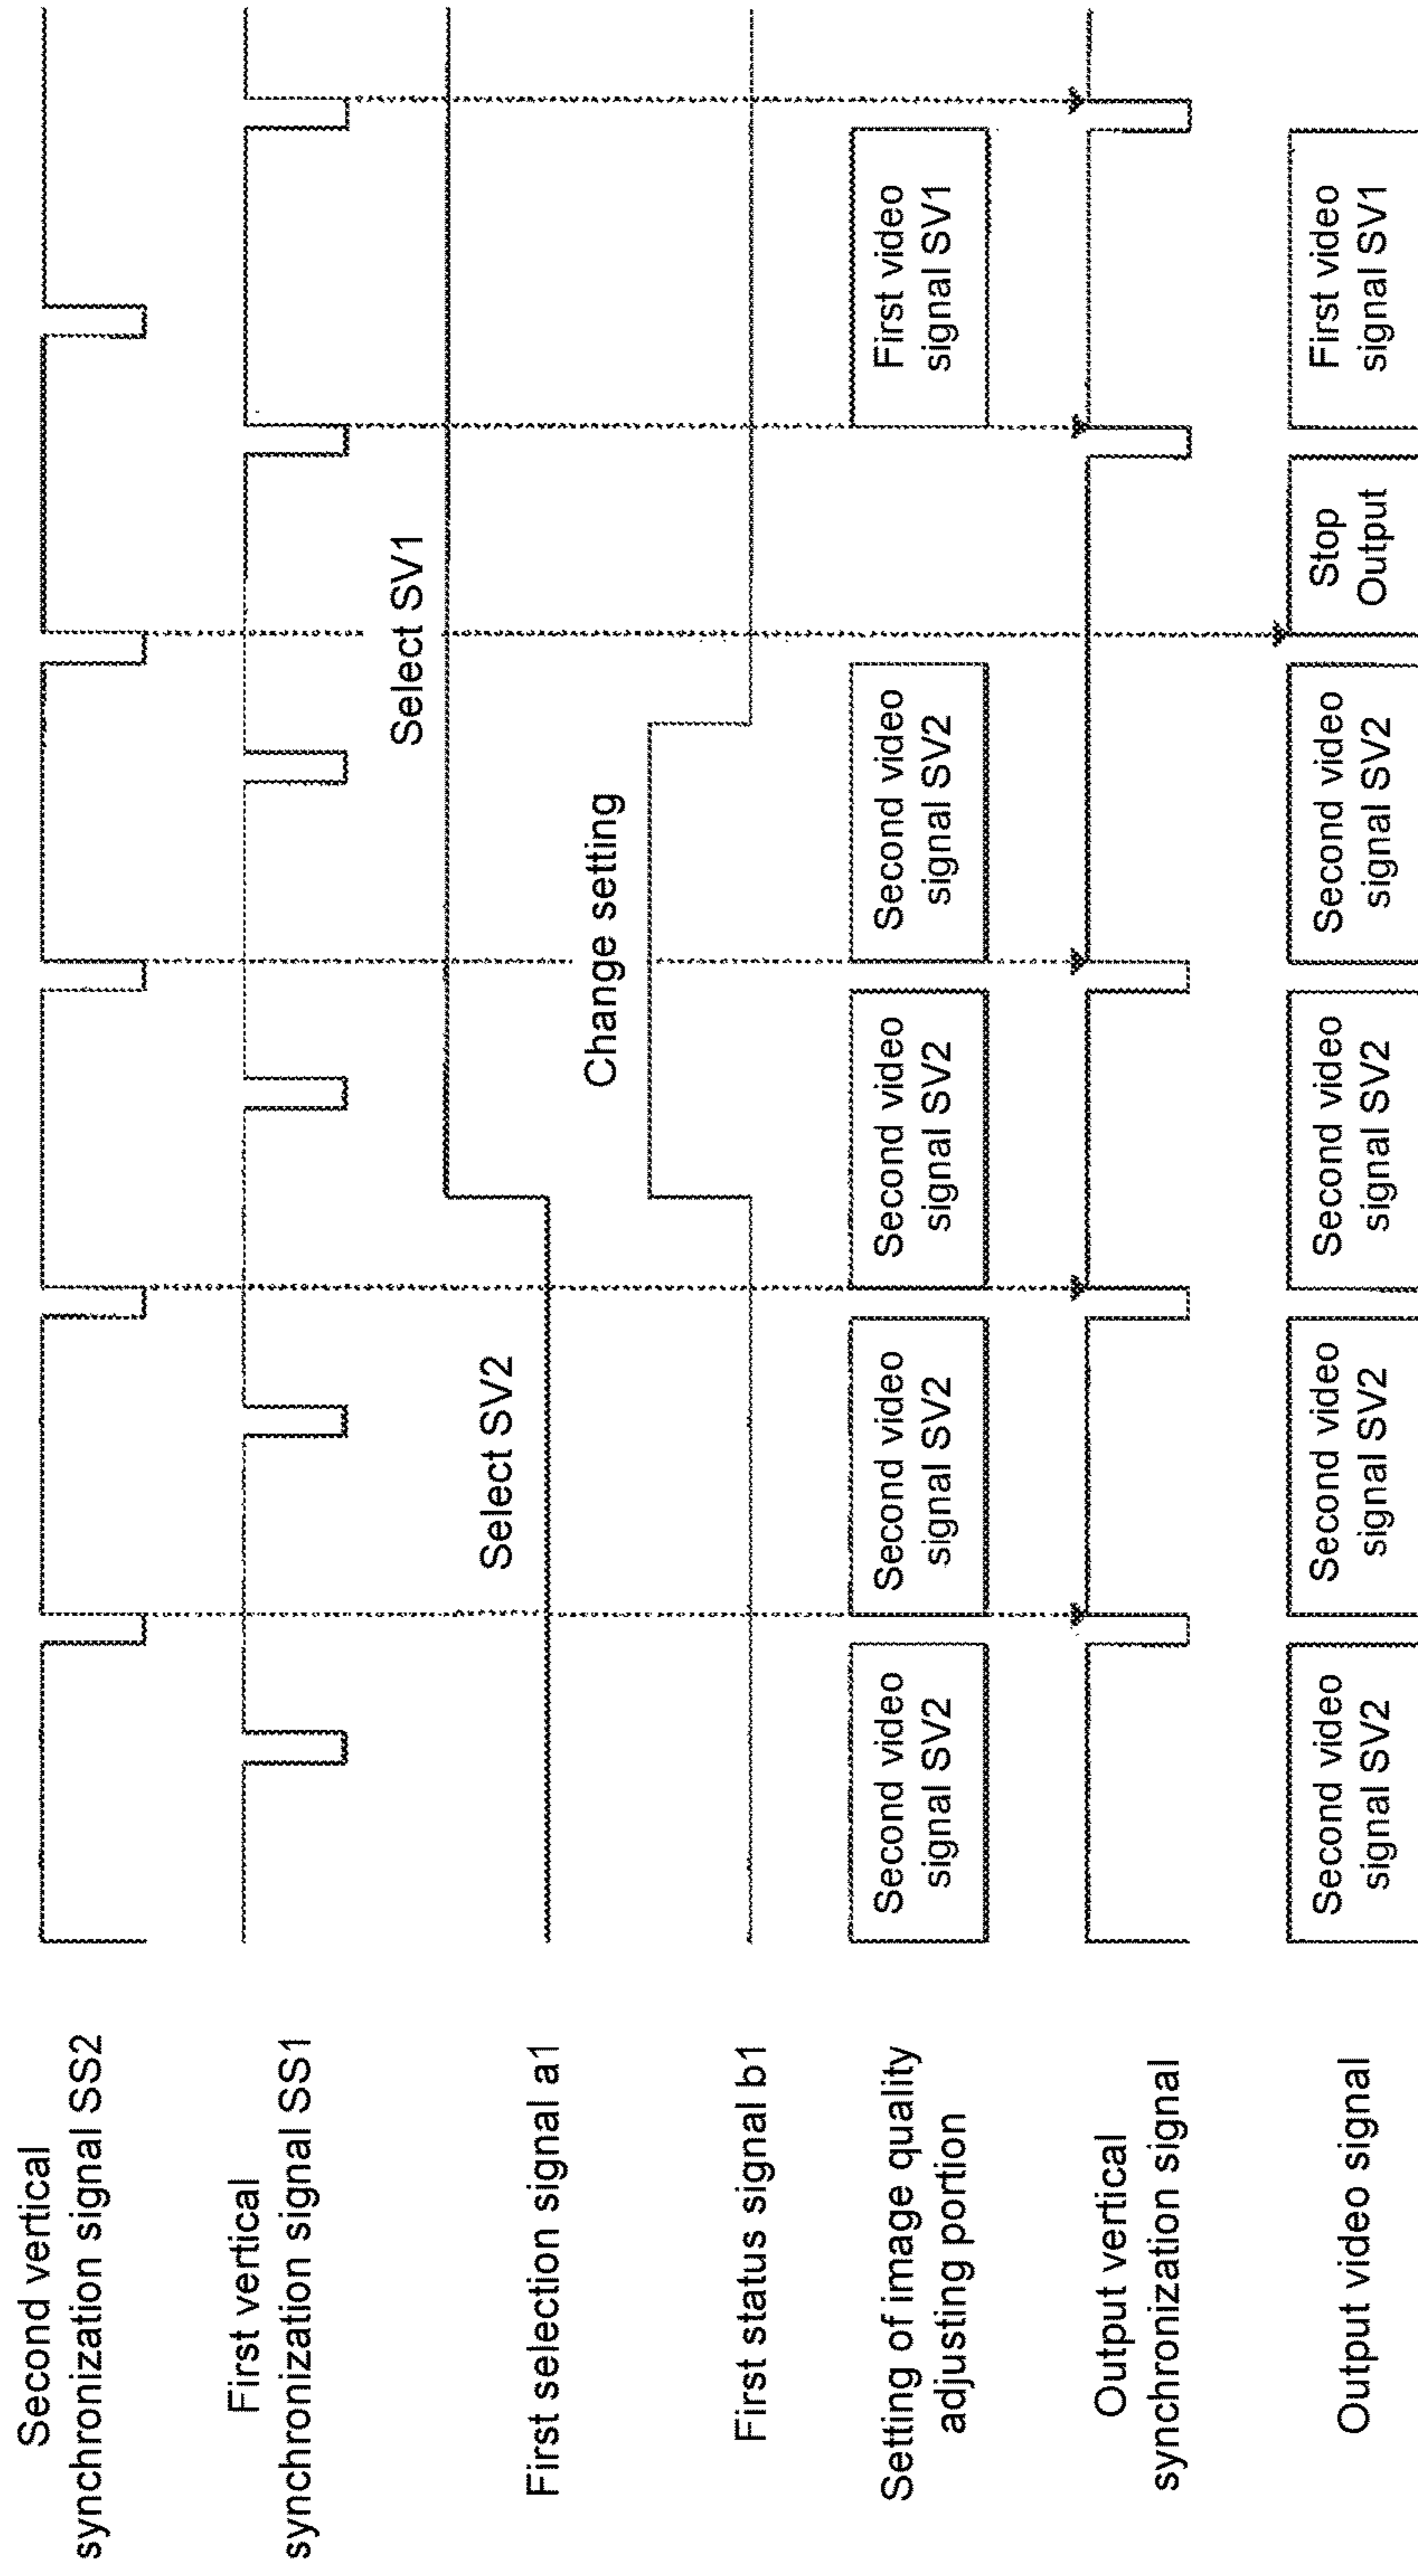 Second vertical
synchronization signal SS2
First vertical
synchronization signal SS1
Select SV2
Select SV1
First selection signal a1
Change setting
First status signal b1
Setting of image quality
adjusting portion
Second video
signal SV2
Second video
signal SV2
Second video
signal SV2
Second video
signal SV2
First video
signal SV1
Output vertical
synchronization signal
Output video signal
Second video
signal SV2
Second video
signal SV2
Second video
signal SV2
Second video
signal SV2
Stop
Output
First video
signal SV1